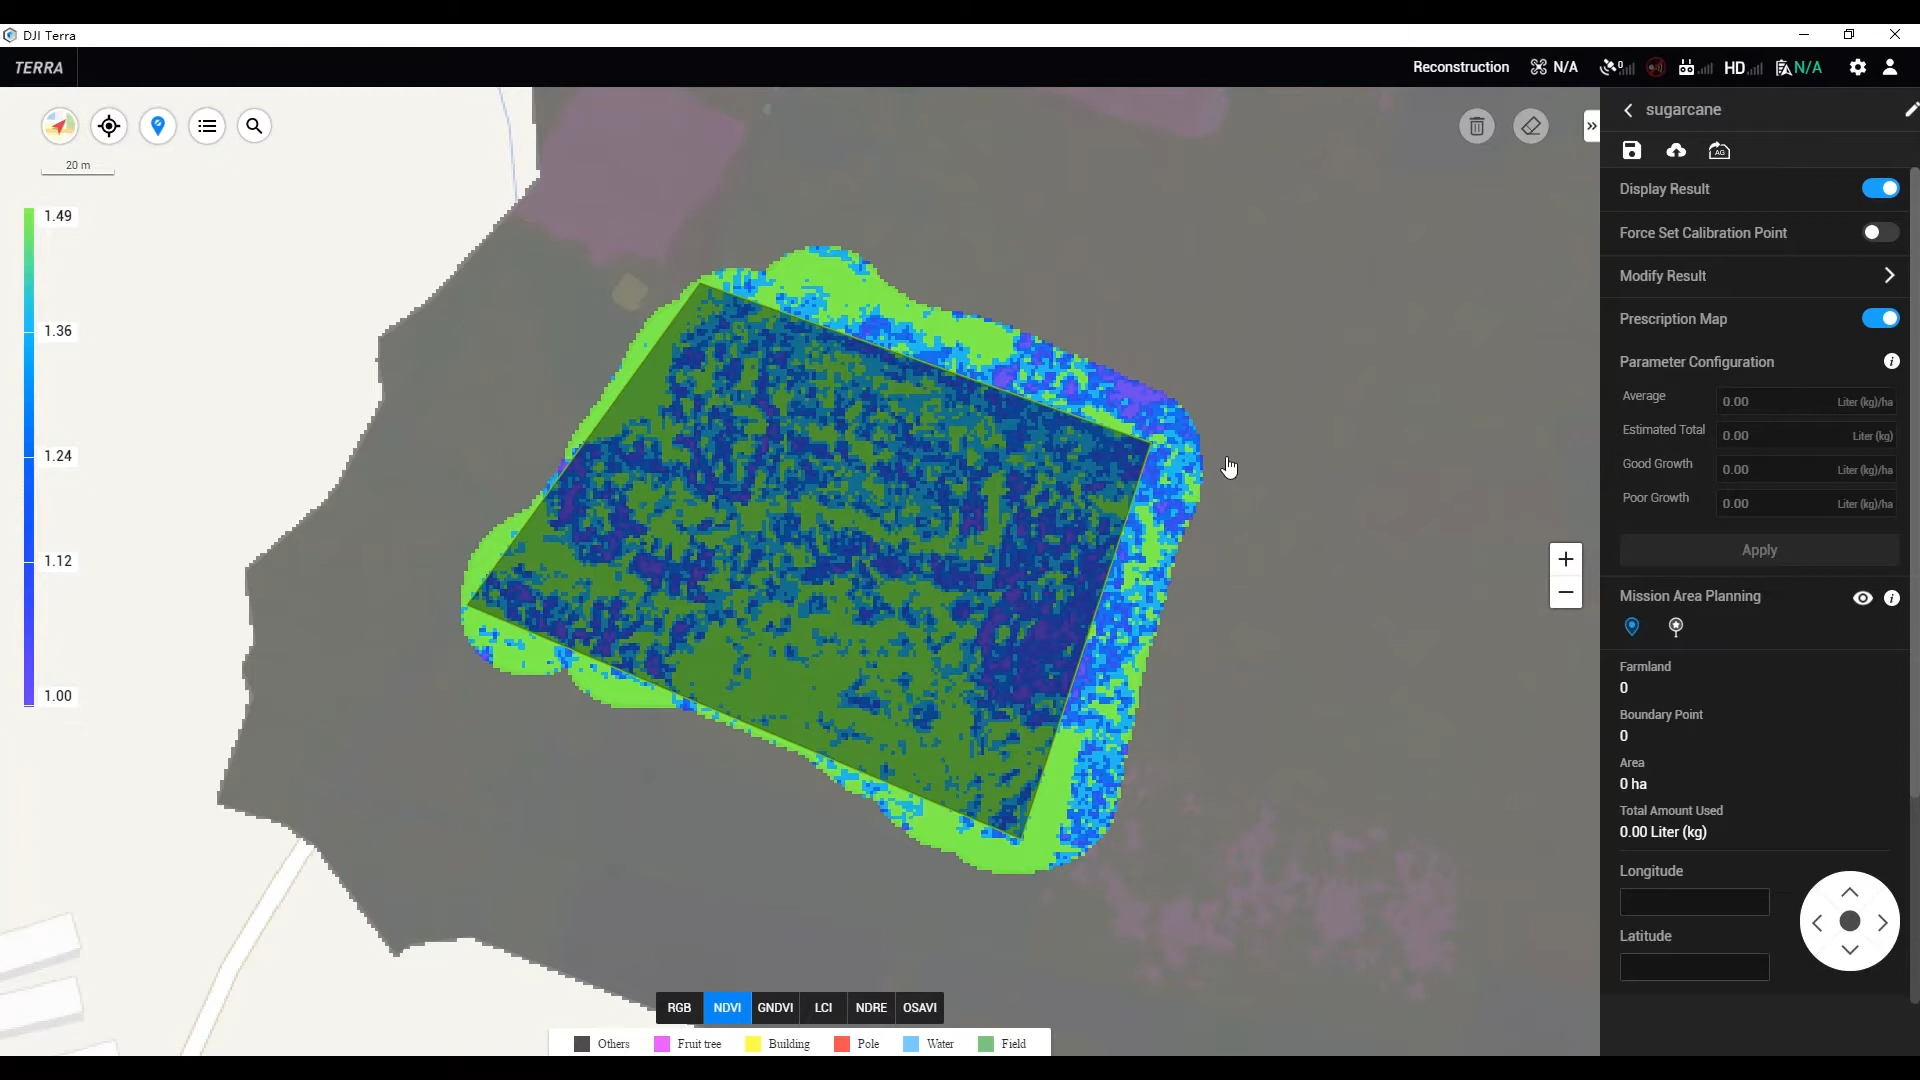 DJI Terra
TERRA
Reconstruction N/A 0 HD N/A
20 m
1.49
1.36
1.24
1.12
1.00
sugarcane
AG
Display Result
Force Set Calibration Point
Modify Result
Prescription Map
Parameter Configuration
Average 0.00 Liter (kg)/ha
Estimated Total 0.00 Liter (kg)
Good Growth 0.00 Liter (kg)/ha
Poor Growth 0.00 Liter (kg)/ha
Apply
Mission Area Planning
Farmland
0
Boundary Point
0
Area
0 ha
Total Amount Used
0.00 Liter (kg)
Longitude
Latitude
RGB NDVI GNDVI LCI NDRE OSAVI
Others Fruit tree Building Pole Water Field